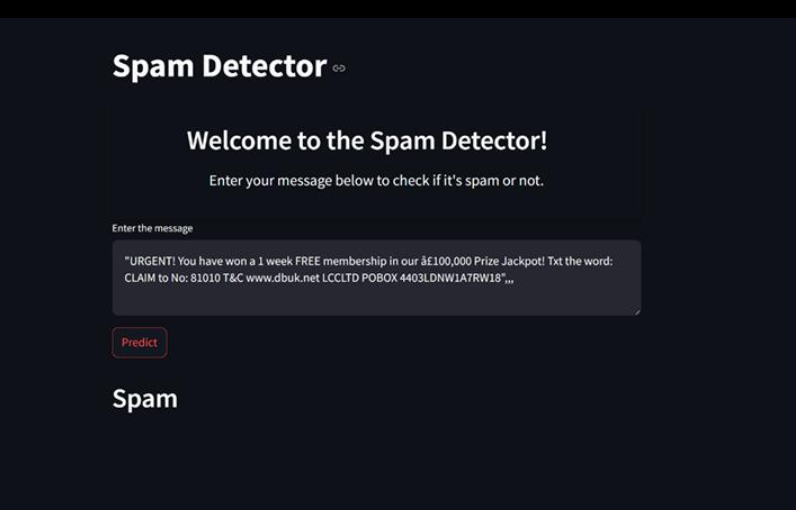 Spam Detector
Welcome to the Spam Detector!
Enter your message below to check if it's spam or not.
Enter the message
"URGENT! You have won a 1 week FREE membership in our å£100,000 Prize Jackpot! Txt the word:
CLAIM to No: 81010 T&C www.dbuk.net LCCLTD POBOX 4403LDNW1A7RW18",,,
Predict
Spam